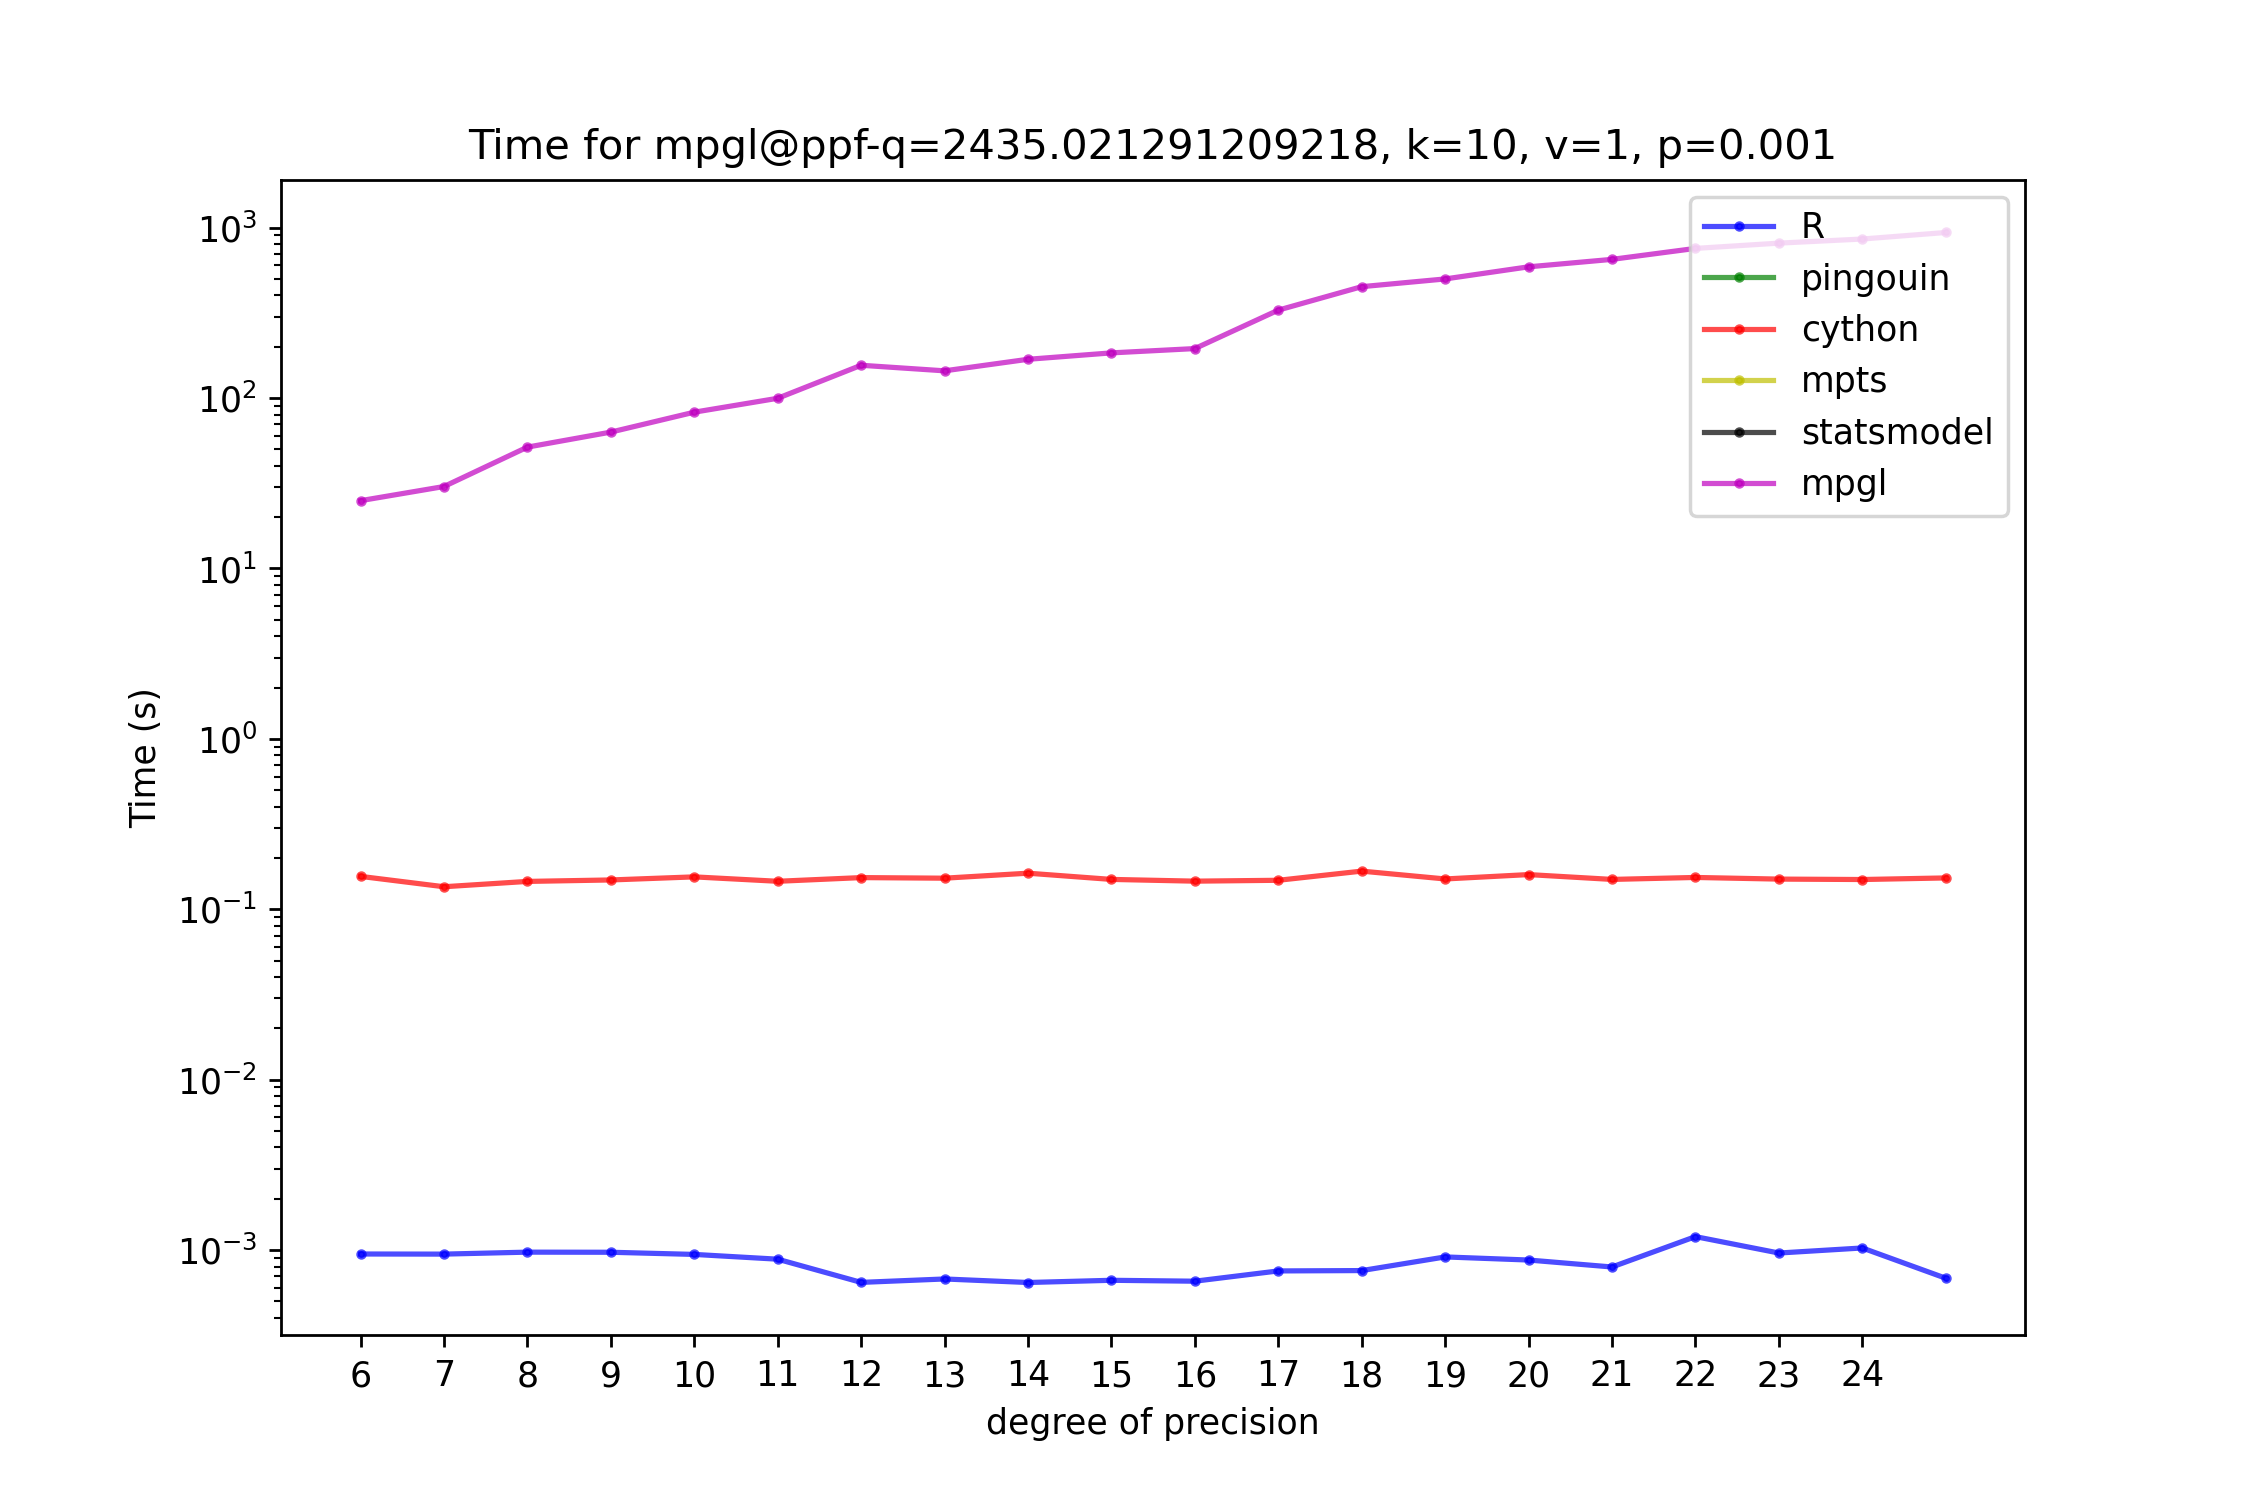 Time for mpgl@ppf-q=2435.021291209218, k=10, v=1, p=0.001
R
pingouin
cython
mpts
statsmodel
mpgl
10³
10²
10¹
10⁰
10⁻¹
10⁻²
10⁻³
Time (s)
6 7 8 9 10 11 12 13 14 15 16 17 18 19 20 21 22 23 24
degree of precision